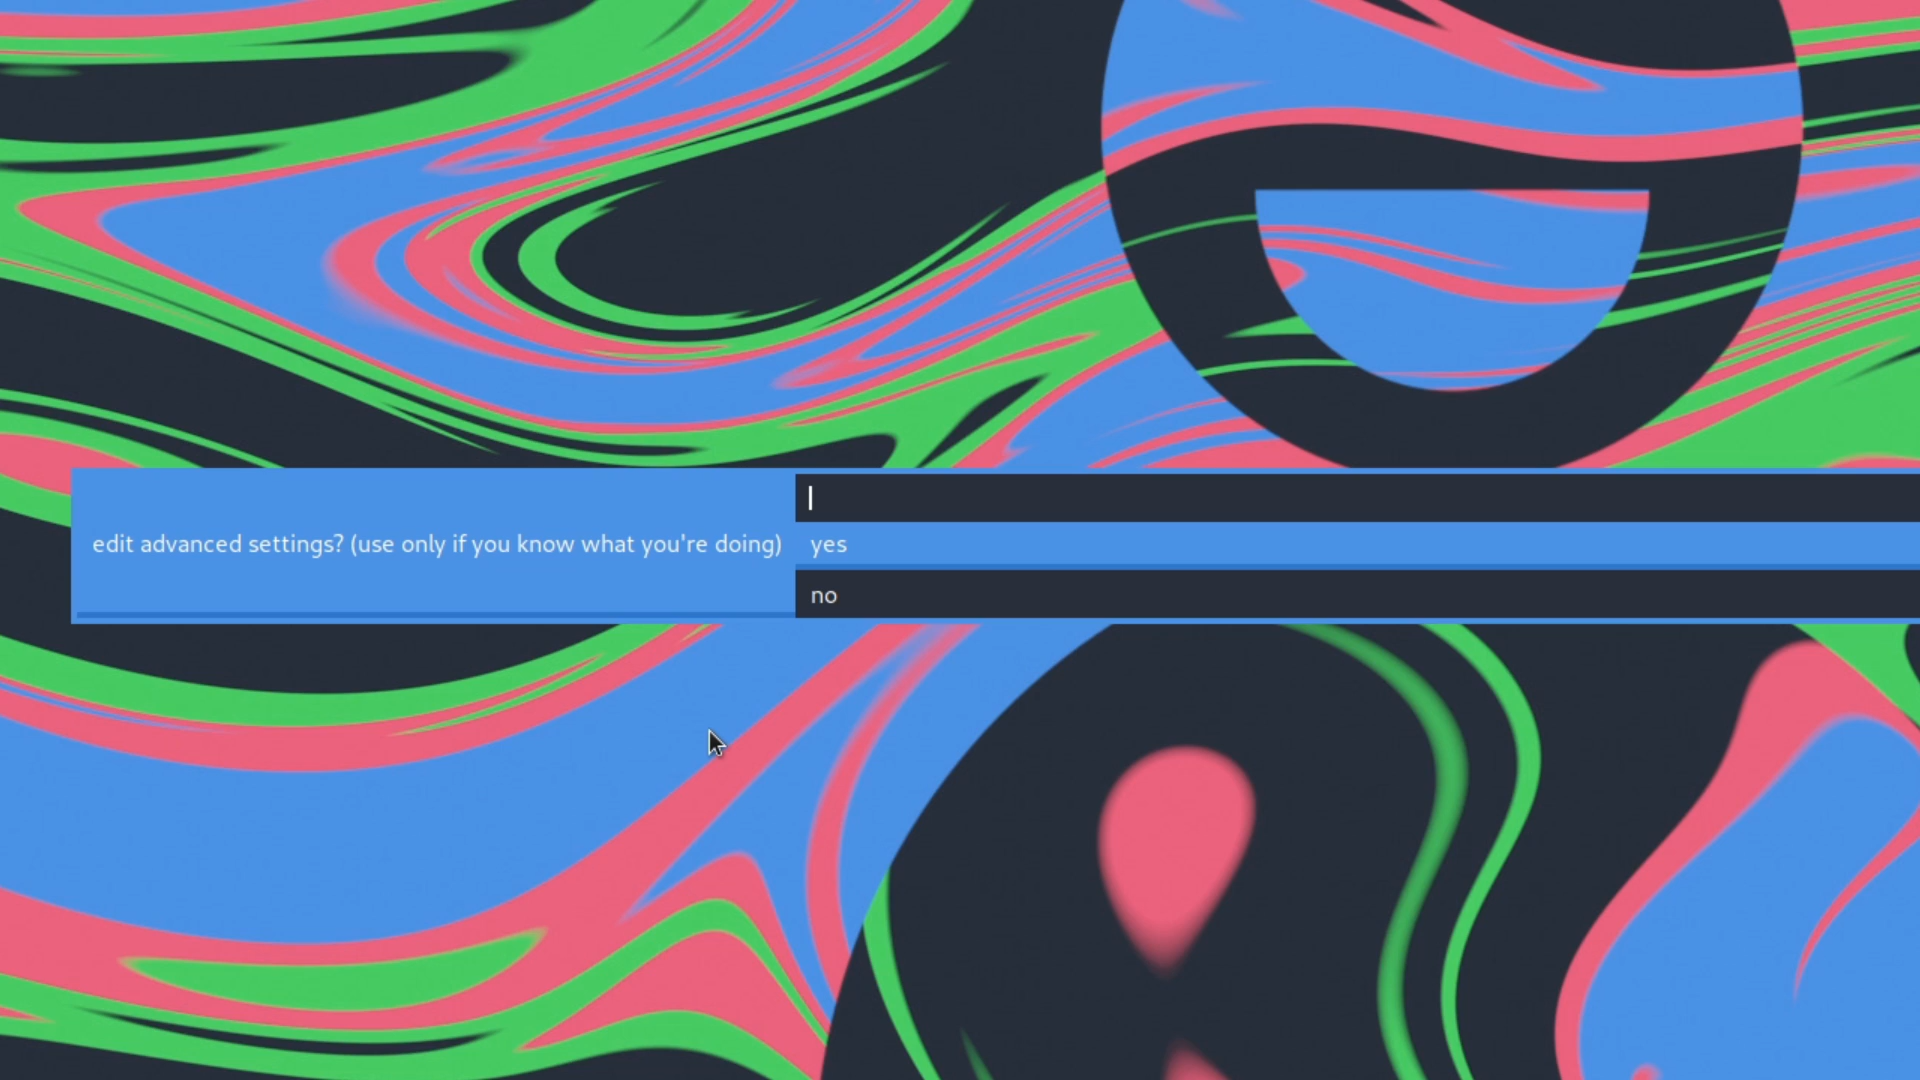 edit advanced settings? (use only if you know what you're doing)
yes
no